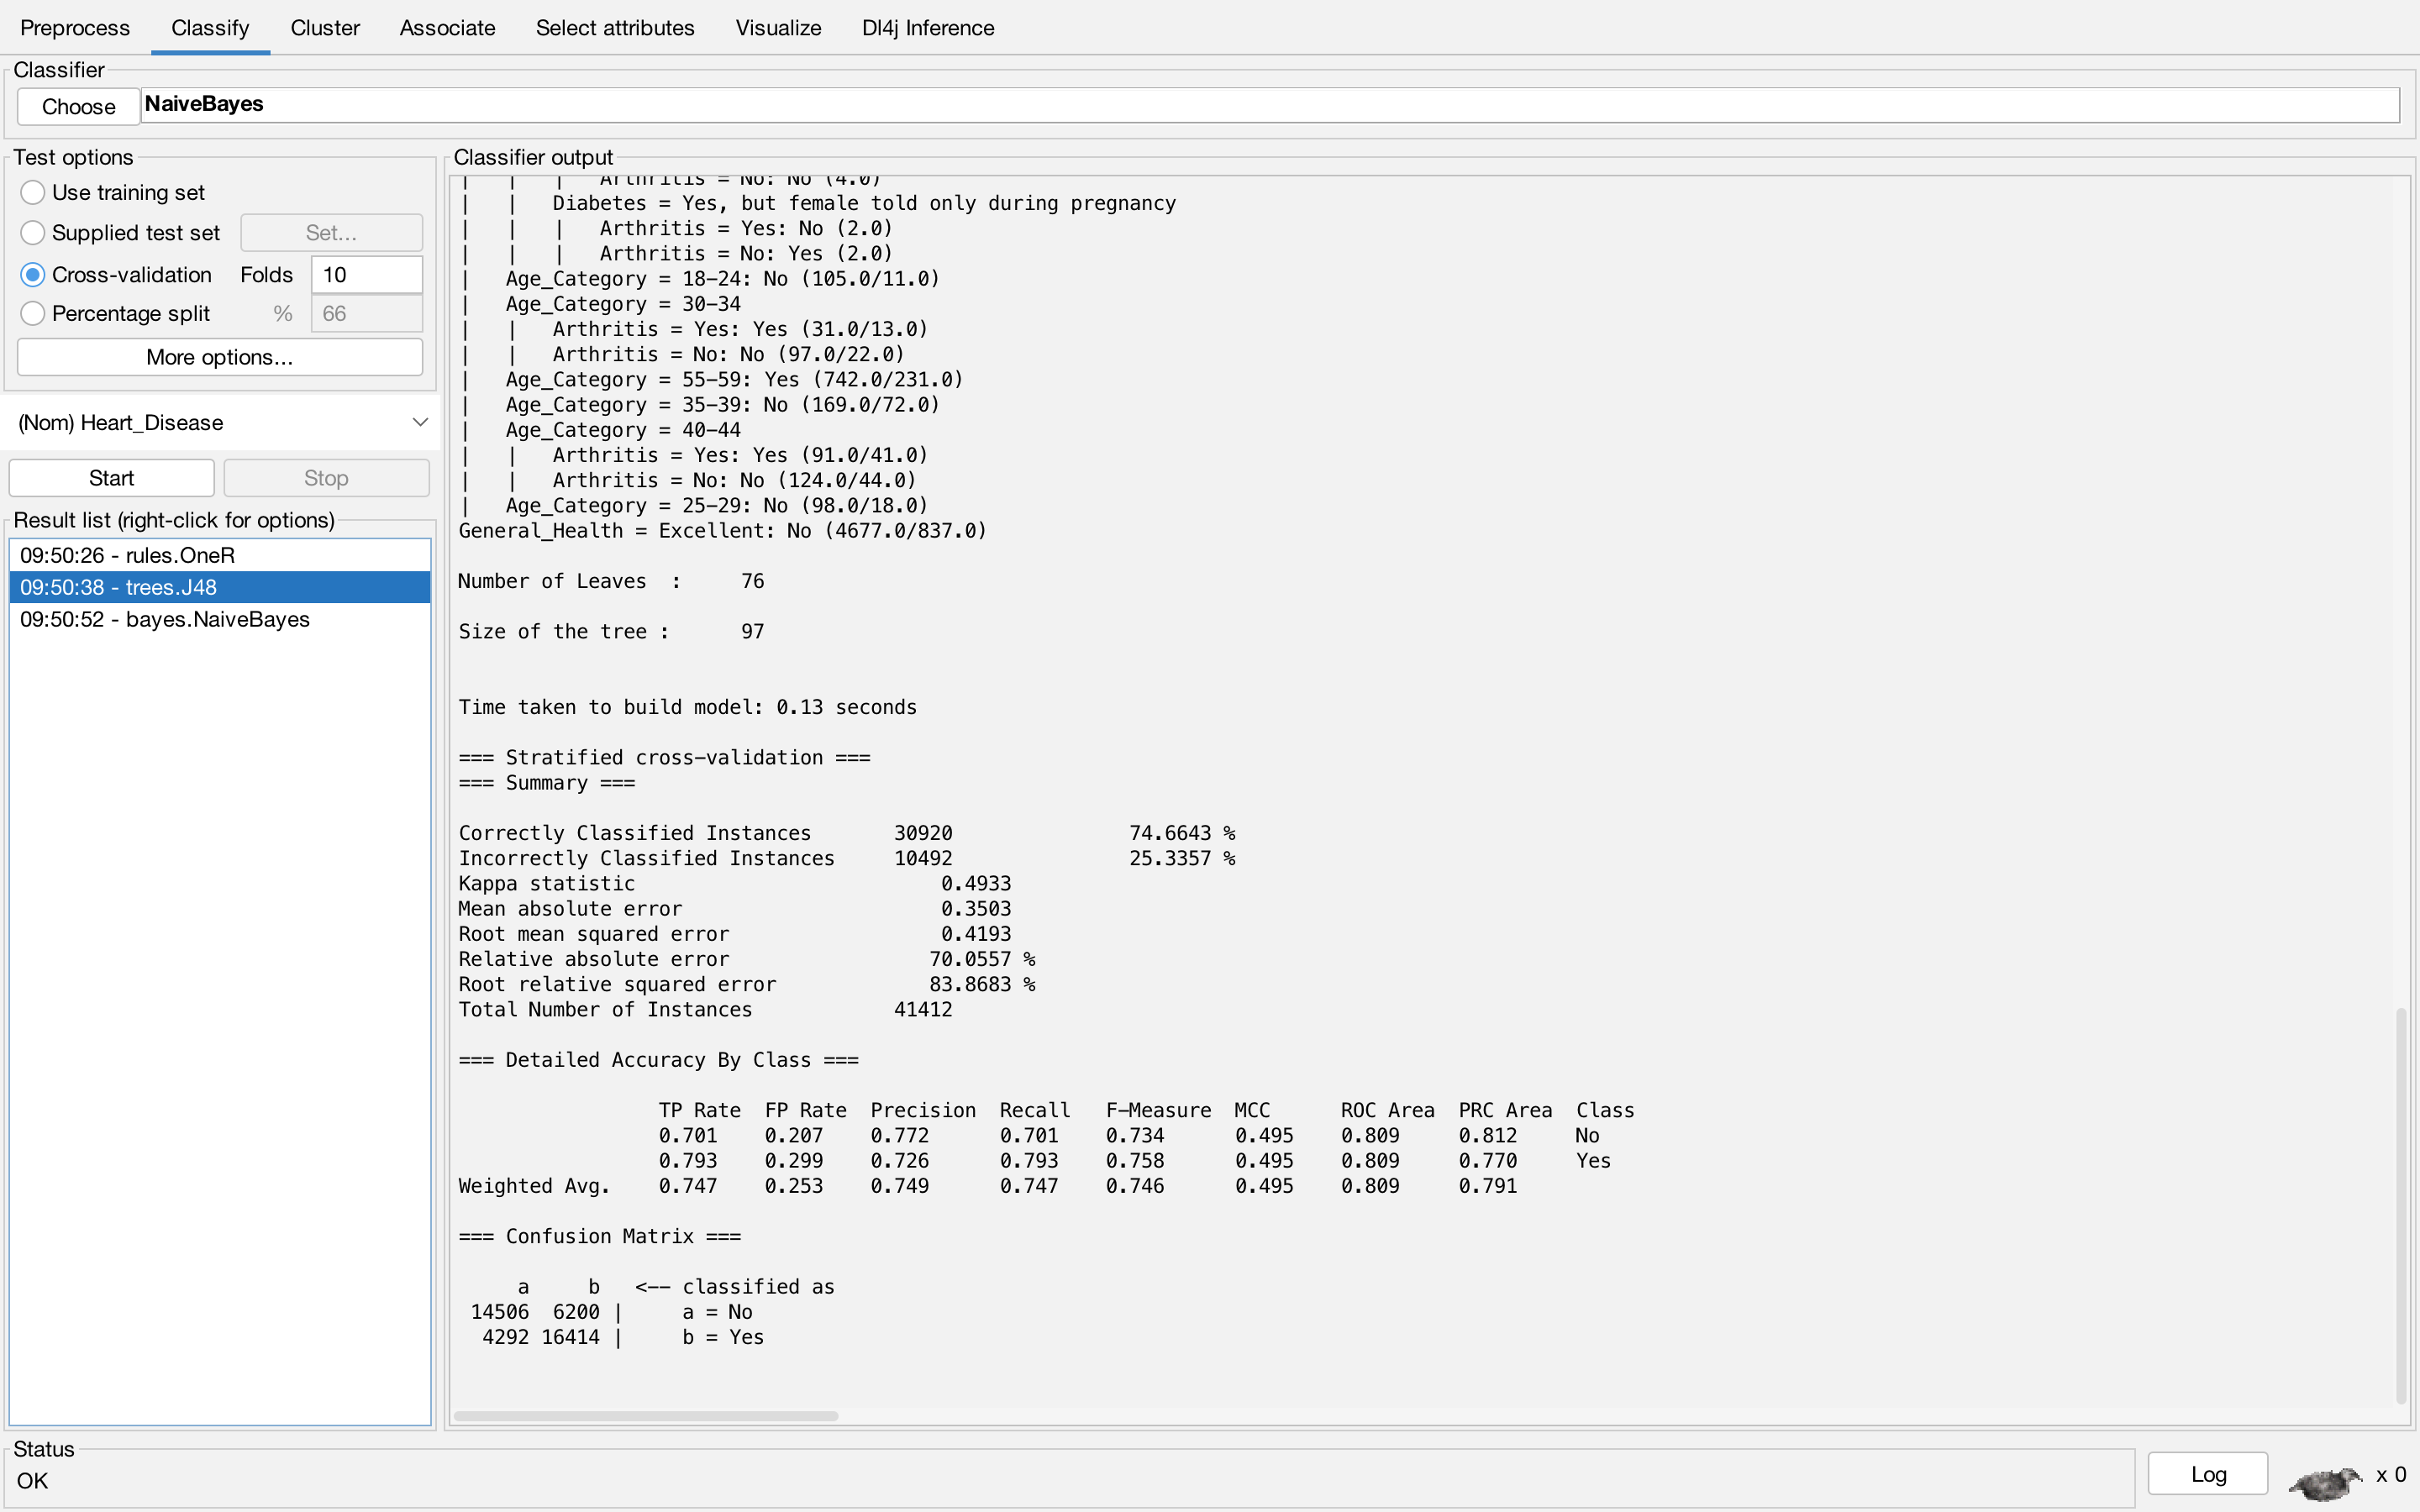 Preprocess Classify Cluster Associate Select attributes Visualize Dl4j Inference
Classifier
Choose NaiveBayes
Test options
Use training set
Supplied test set Set...
Cross-validation Folds 10
Percentage split % 66
More options...
(Nom) Heart_Disease
Start Stop
Result list (right-click for options)
09:50:26 - rules.OneR
09:50:38 - trees.J48
09:50:52 - bayes.NaiveBayes
Classifier output
| | | Arthritis = No: No (4.0)
| | Diabetes = Yes, but female told only during pregnancy
| | | Arthritis = Yes: No (2.0)
| | | Arthritis = No: Yes (2.0)
| Age_Category = 18-24: No (105.0/11.0)
| Age_Category = 30-34
| | Arthritis = Yes: Yes (31.0/13.0)
| | Arthritis = No: No (97.0/22.0)
| Age_Category = 55-59: Yes (742.0/231.0)
| Age_Category = 35-39: No (169.0/72.0)
| Age_Category = 40-44
| | Arthritis = Yes: Yes (91.0/41.0)
| | Arthritis = No: No (124.0/44.0)
| Age_Category = 25-29: No (98.0/18.0)
General_Health = Excellent: No (4677.0/837.0)
Number of Leaves : 76
Size of the tree : 97
Time taken to build model: 0.13 seconds
=== Stratified cross-validation ===
=== Summary ===
Correctly Classified Instances 30920 74.6643 %
Incorrectly Classified Instances 10492 25.3357 %
Kappa statistic 0.4933
Mean absolute error 0.3503
Root mean squared error 0.4193
Relative absolute error 70.0557 %
Root relative squared error 83.8683 %
Total Number of Instances 41412
=== Detailed Accuracy By Class ===
TP Rate FP Rate Precision Recall F-Measure MCC ROC Area PRC Area Class
0.701 0.207 0.772 0.701 0.734 0.495 0.809 0.812 No
0.793 0.299 0.726 0.793 0.758 0.495 0.809 0.770 Yes
Weighted Avg. 0.747 0.253 0.749 0.747 0.746 0.495 0.809 0.791
=== Confusion Matrix ===
a b <-- classified as
14506 6200 | a = No
4292 16414 | b = Yes
Status
OK
Log x 0